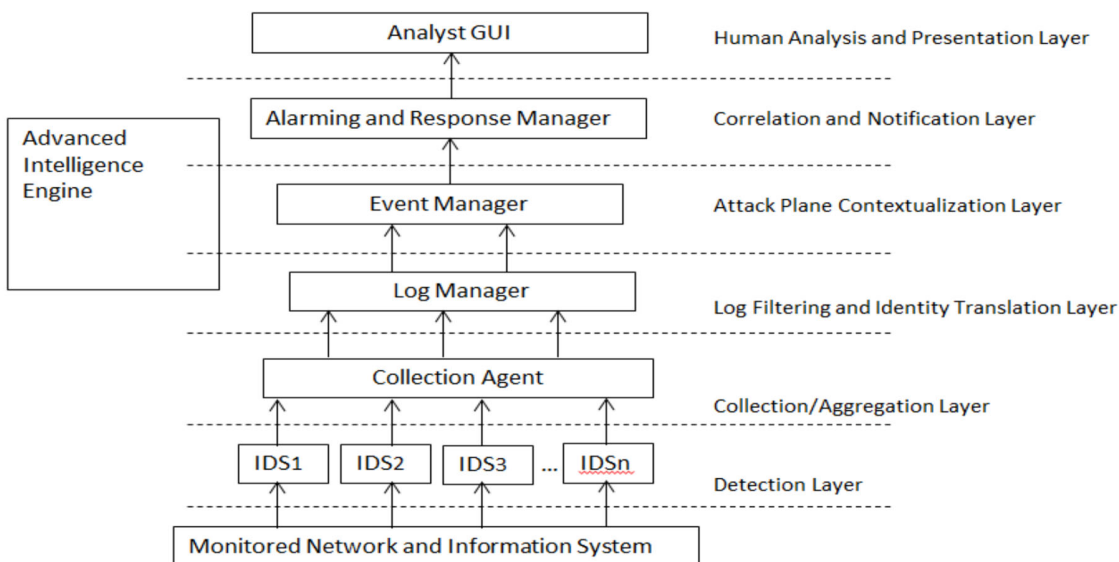 Analyst GUI
Human Analysis and Presentation Layer
Alarming and Response Manager
Correlation and Notification Layer
Advanced
Intelligence
Engine
Event Manager
Attack Plane Contextualization Layer
Log Manager
Log Filtering and Identity Translation Layer
Collection Agent
Collection/Aggregation Layer
IDS1 IDS2 IDS3 ... IDSn
Detection Layer
Monitored Network and Information System